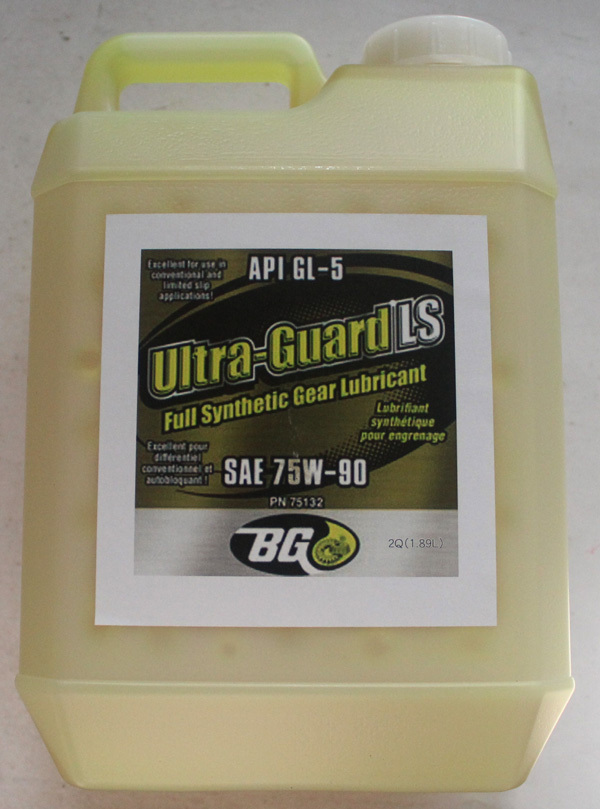 Excellent for use in
conventional and
limited slip
applications!
API GL-5
Ultra-Guard LS
Full Synthetic Gear Lubricant
Lubrifiant
synthétique
pour engrenage
Excellent pour
différentiel
conventionnel et
autobloquant !
SAE 75W-90
PN 75132
BG
2Q(1.89L)